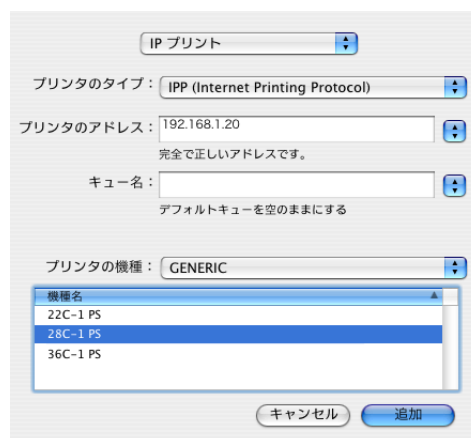 IP プリント
プリンタのタイプ： IPP (Internet Printing Protocol)
プリンタのアドレス： 192.168.1.20
完全で正しいアドレスです。
キュー名：
デフォルトキューを空のままにする
プリンタの機種： GENERIC
機種名
22C-1 PS
28C-1 PS
36C-1 PS
キャンセル 追加